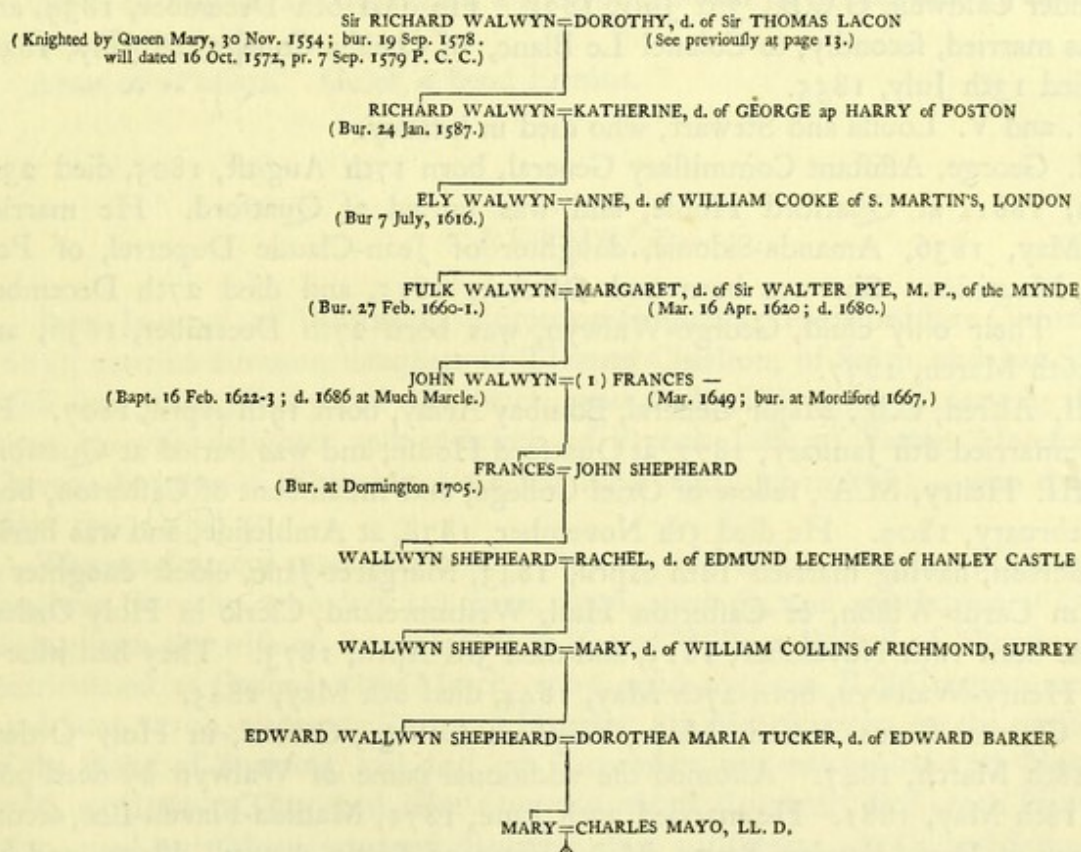 Sir RICHARD WALWYN=DOROTHY, d. of Sir THOMAS LACON
( Knighted by Queen Mary, 30 Nov. 1554 ; bur. 19 Sep. 1578. (See previously at page 13.)
will dated 16 Oct. 1572, pr. 7 Sep. 1579 P. C. C.)
RICHARD WALWYN=KATHERINE, d. of GEORGE ap HARRY of POSTON
(Bur. 24 Jan. 1587.)
ELY WALWYN=ANNE, d. of WILLIAM COOKE of S. MARTIN'S, LONDON
(Bur 7 July, 1616.)
FULK WALWYN=MARGARET, d. of Sir WALTER PYE, M. P., of the MYNDE
(Bur. 27 Feb. 1660-1.) (Mar. 16 Apr. 1620 ; d. 1680.)
JOHN WALWYN=( 1 ) FRANCES —
(Bapt. 16 Feb. 1622-3 ; d. 1686 at Much Marcle.) (Mar. 1649 ; bur. at Mordiford 1667.)
FRANCES=JOHN SHEPHEARD
(Bur. at Dormington 1705.)
WALLWYN SHEPHEARD=RACHEL, d. of EDMUND LECHMERE of HANLEY CASTLE
WALLWYN SHEPHEARD=MARY, d. of WILLIAM COLLINS of RICHMOND, SURREY
EDWARD WALLWYN SHEPHEARD=DOROTHEA MARIA TUCKER, d. of EDWARD BARKER
MARY=CHARLES MAYO, LL. D.